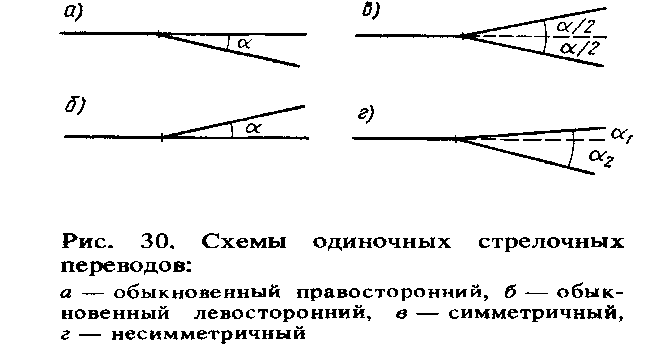 а)
α
в)
α/2
α/2
б)
α
г)
α₁
α₂
Рис. 30. Схемы одиночных стрелочных
переводов:
а — обыкновенный правосторонний, б — обык-
новенный левосторонний, в — симметричный,
г — несимметричный